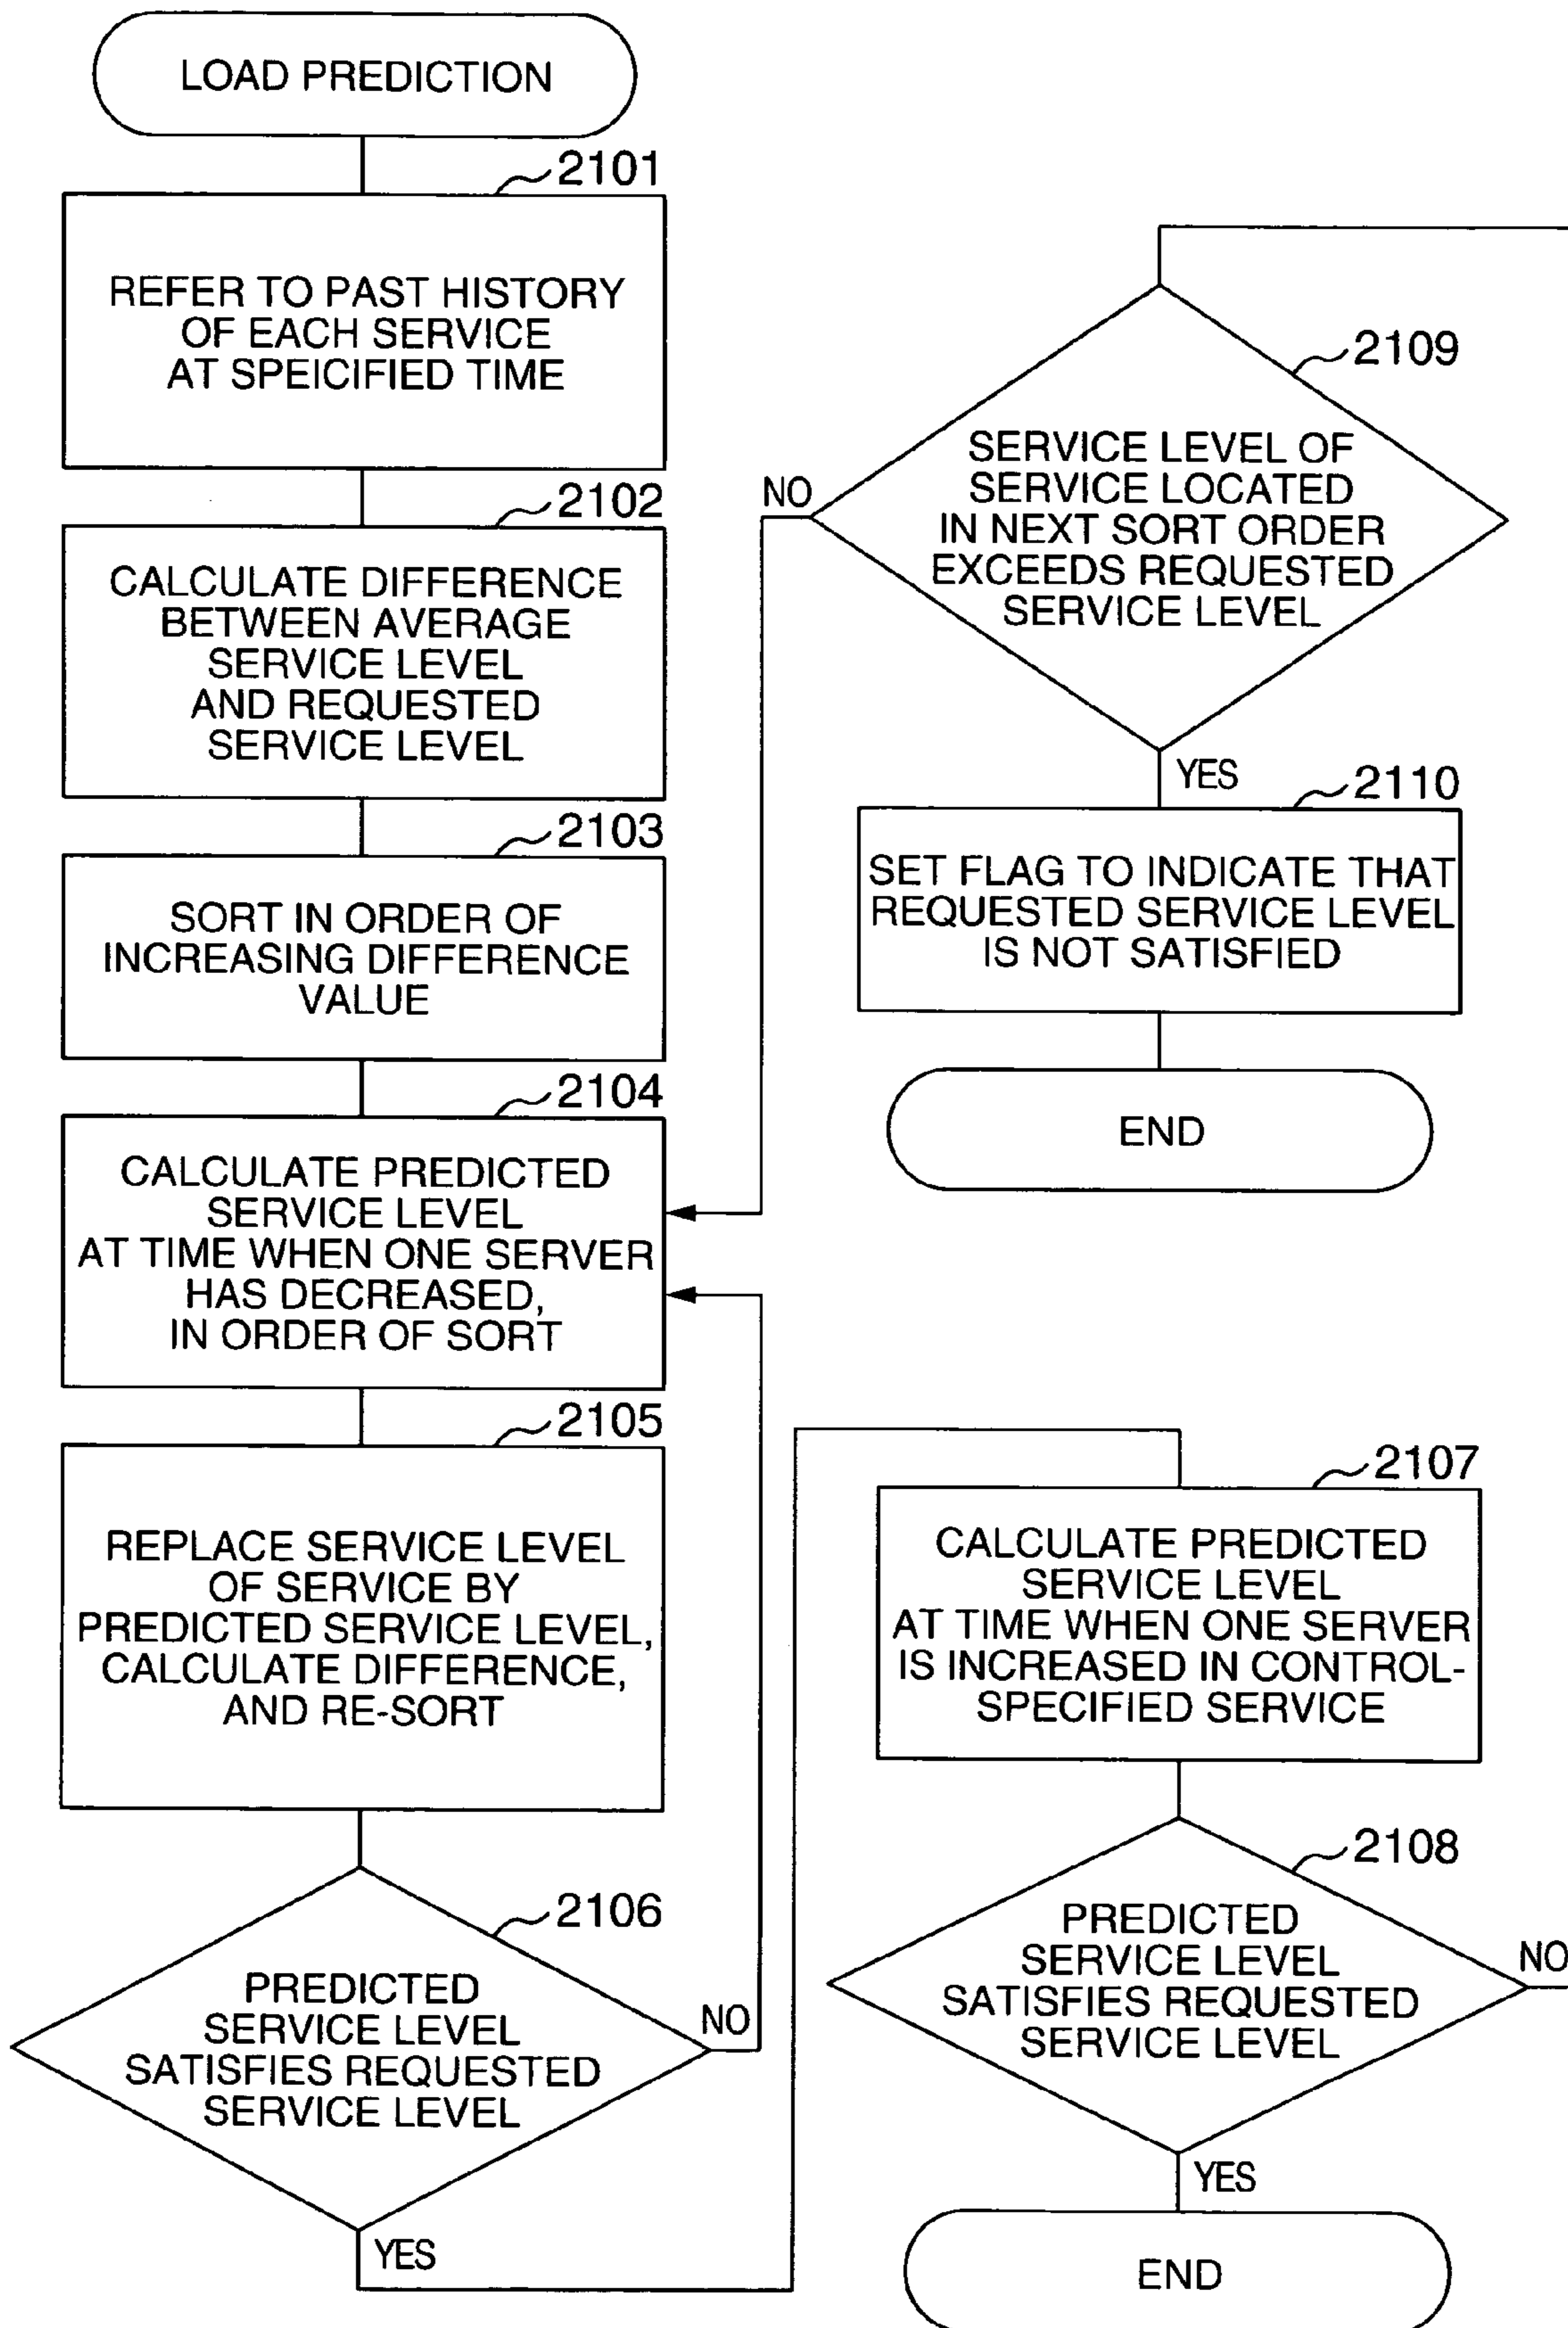 LOAD PREDICTION
2101
REFER TO PAST HISTORY
OF EACH SERVICE
AT SPEICIFIED TIME
2102
CALCULATE DIFFERENCE
BETWEEN AVERAGE
SERVICE LEVEL
AND REQUESTED
SERVICE LEVEL
2103
SORT IN ORDER OF
INCREASING DIFFERENCE
VALUE
2104
CALCULATE PREDICTED
SERVICE LEVEL
AT TIME WHEN ONE SERVER
HAS DECREASED,
IN ORDER OF SORT
2105
REPLACE SERVICE LEVEL
OF SERVICE BY
PREDICTED SERVICE LEVEL,
CALCULATE DIFFERENCE,
AND RE-SORT
2106
PREDICTED
SERVICE LEVEL
SATISFIES REQUESTED
SERVICE LEVEL
NO
YES
2107
CALCULATE PREDICTED
SERVICE LEVEL
AT TIME WHEN ONE SERVER
IS INCREASED IN CONTROL-
SPECIFIED SERVICE
2108
PREDICTED
SERVICE LEVEL
SATISFIES REQUESTED
SERVICE LEVEL
NO
YES
END
2109
SERVICE LEVEL OF
SERVICE LOCATED
IN NEXT SORT ORDER
EXCEEDS REQUESTED
SERVICE LEVEL
NO
YES
2110
SET FLAG TO INDICATE THAT
REQUESTED SERVICE LEVEL
IS NOT SATISFIED
END